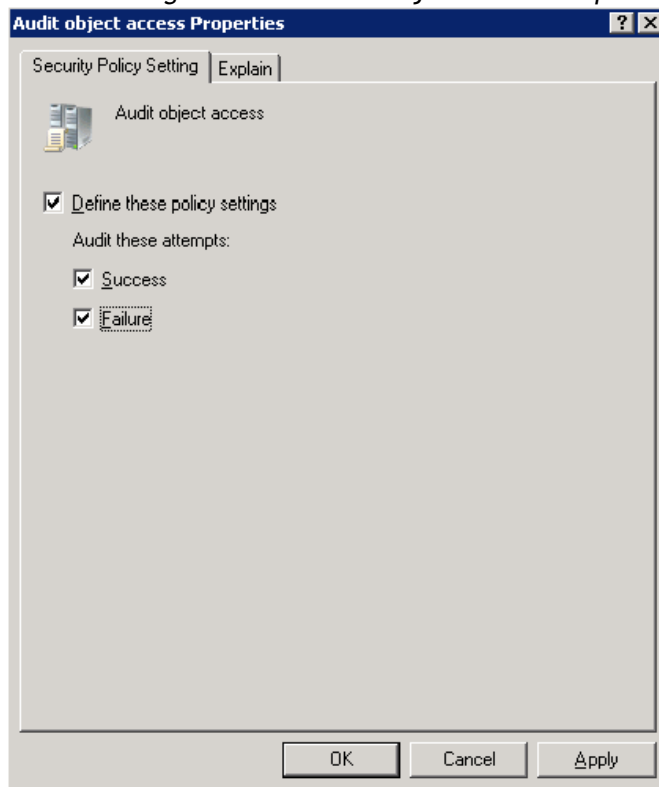 Audit object access Properties
Security Policy Setting
Explain
Audit object access
Define these policy settings
Audit these attempts:
Success
Failure
OK
Cancel
Apply